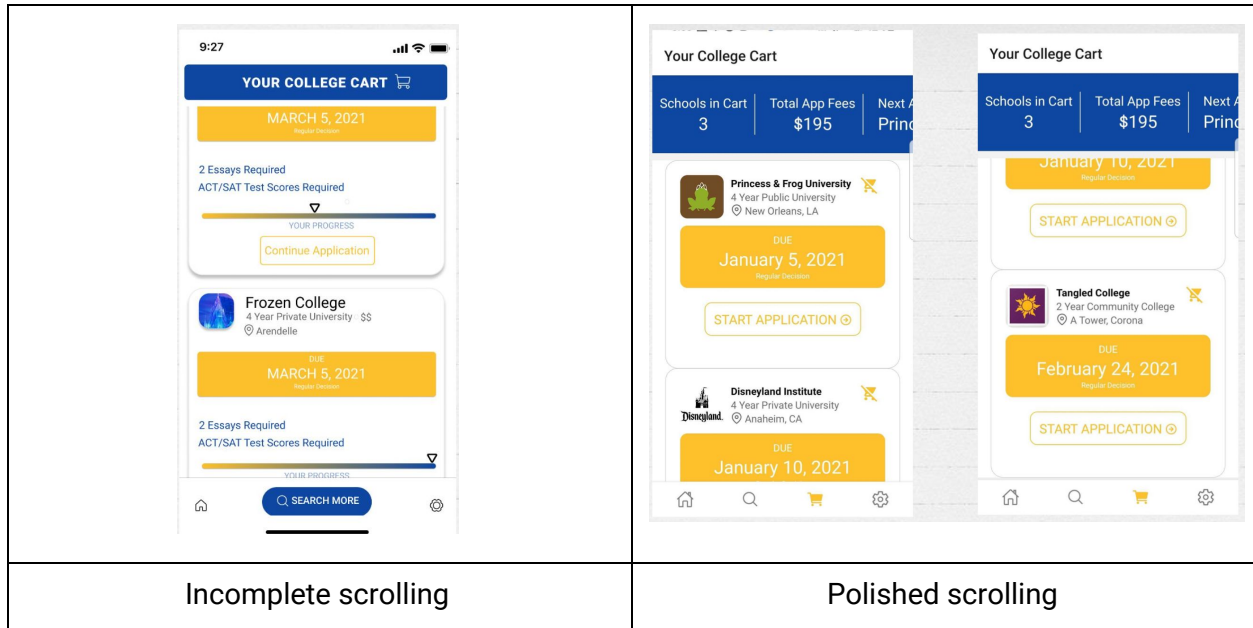 9:27
YOUR COLLEGE CART
MARCH 5, 2021
Regular Decision
2 Essays Required
ACT/SAT Test Scores Required
YOUR PROGRESS
Continue Application
Frozen College
4 Year Private University $$
Arendelle
DUE
MARCH 5, 2021
Regular Decision
2 Essays Required
ACT/SAT Test Scores Required
YOUR PROGRESS
SEARCH MORE
Your College Cart
Schools in Cart Total App Fees Next A
3 $195 Princ
Princess & Frog University
4 Year Public University
New Orleans, LA
DUE
January 5, 2021
Regular Decision
START APPLICATION
Disneyland Institute
4 Year Private University
Disneyland. Anaheim, CA
DUE
January 10, 2021
Your College Cart
Schools in Cart Total App Fees Next A
3 $195 Princ
January 10, 2021
Regular Decision
START APPLICATION
Tangled College
2 Year Community College
A Tower, Corona
DUE
February 24, 2021
Regular Decision
START APPLICATION
Incomplete scrolling
Polished scrolling